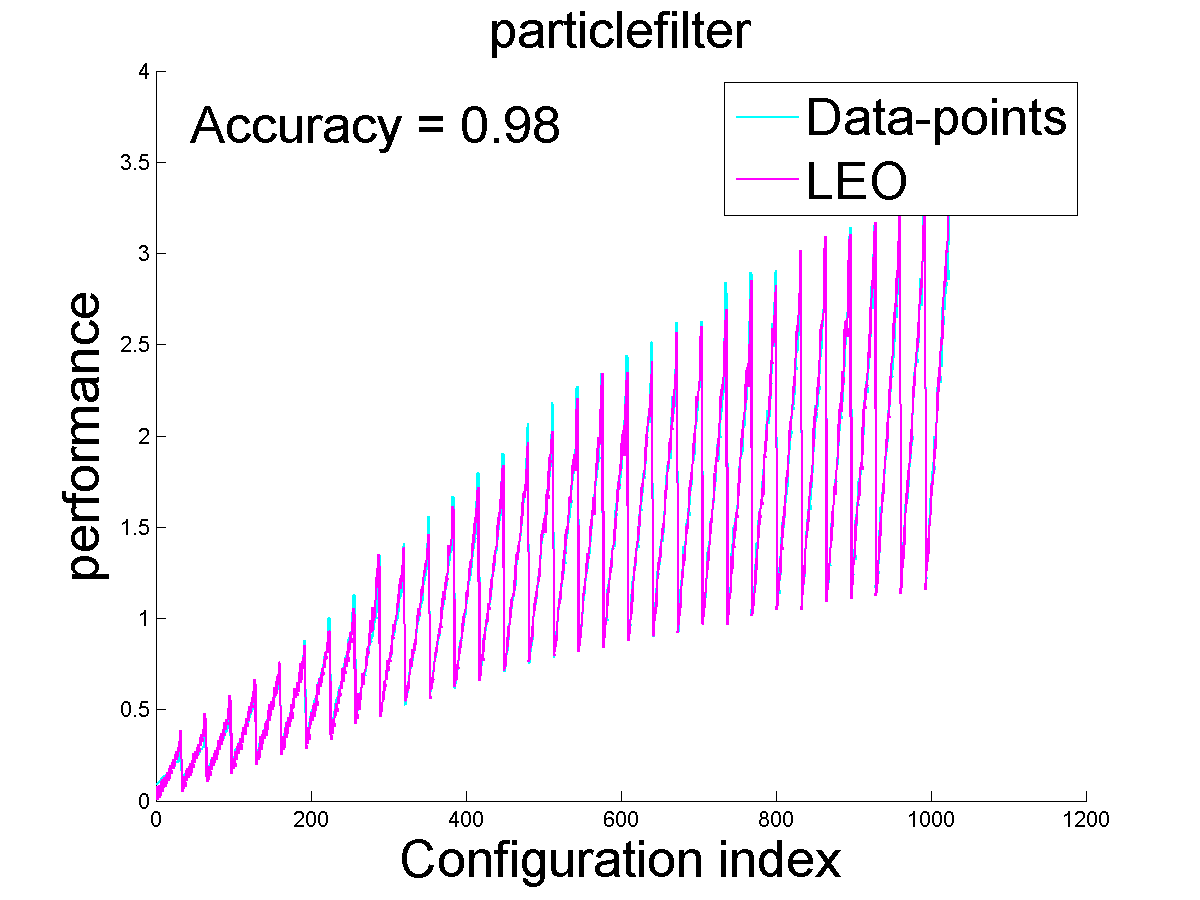 particlefilter
Accuracy = 0.98
Data-points
LEO
performance
4
3.5
3
2.5
2
1.5
1
0.5
0
0 200 400 600 800 1000 1200
Configuration index